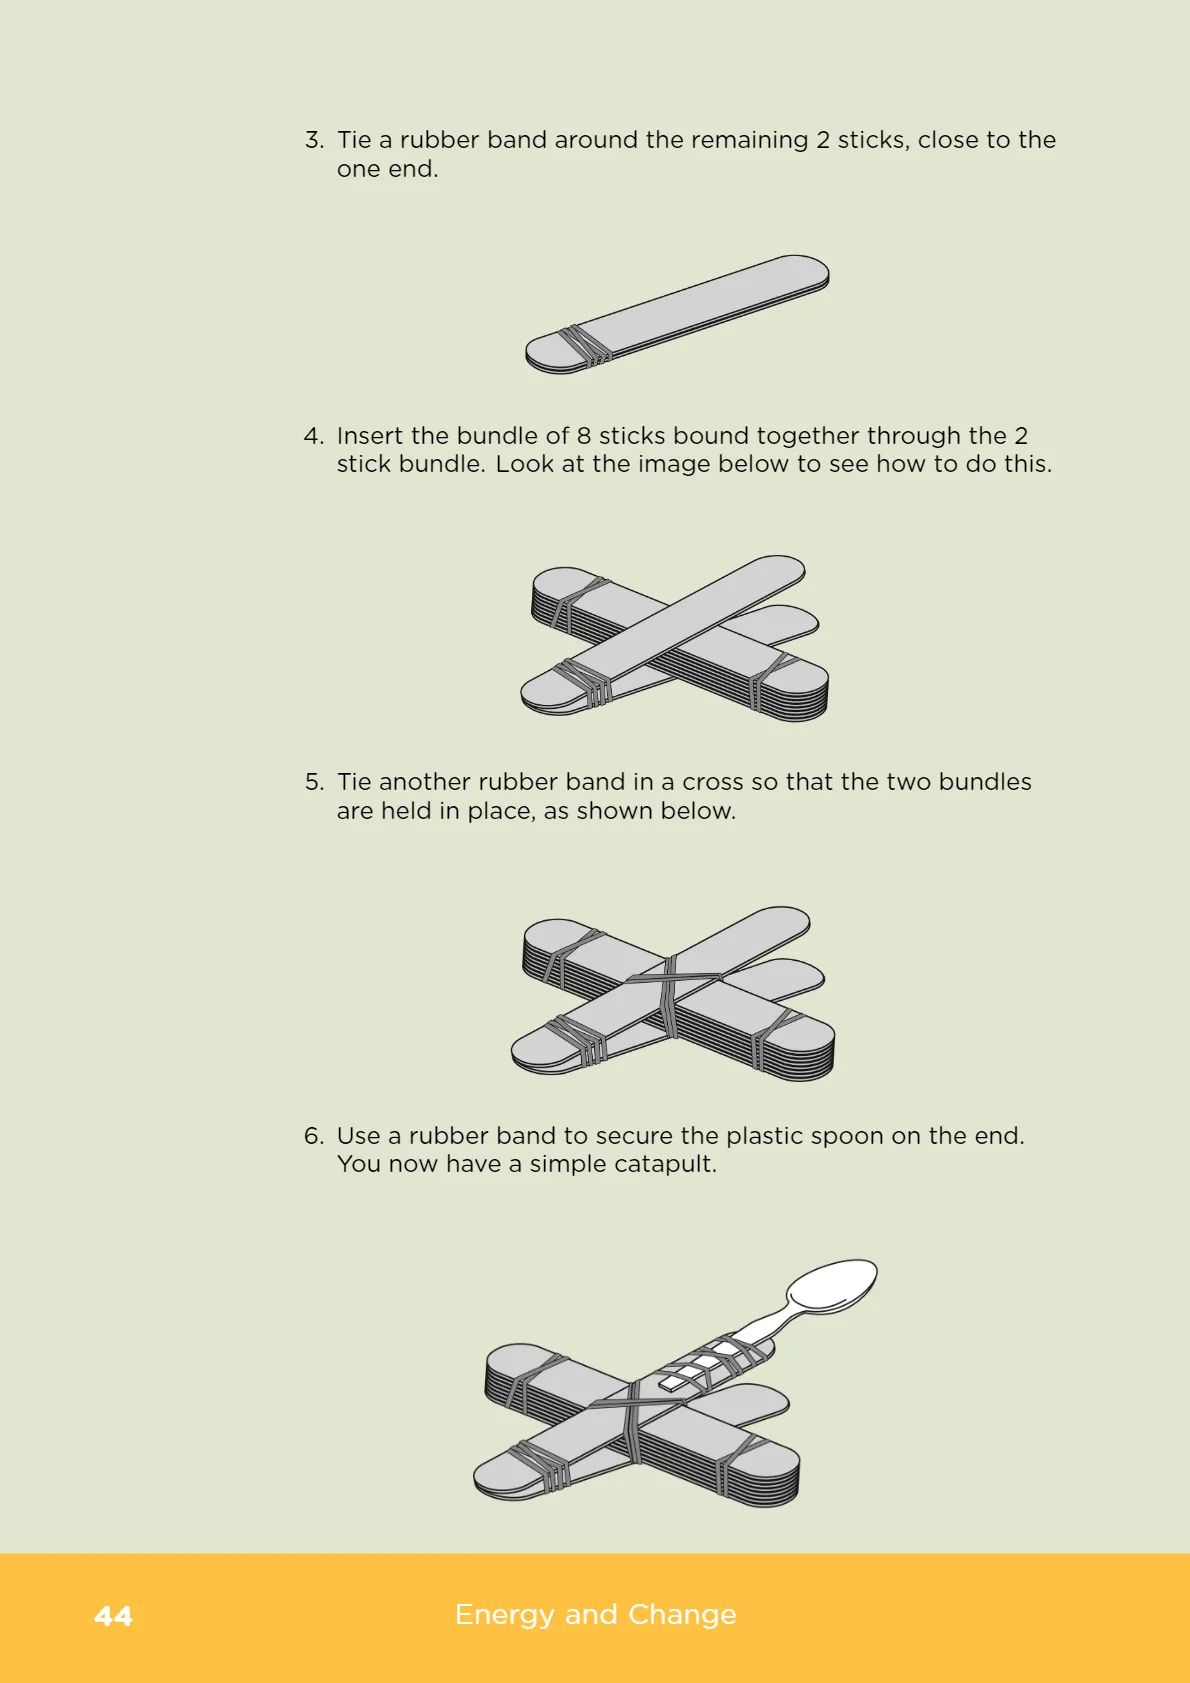 3. Tie a rubber band around the remaining 2 sticks, close to the
one end.
4. Insert the bundle of 8 sticks bound together through the 2
stick bundle. Look at the image below to see how to do this.
5. Tie another rubber band in a cross so that the two bundles
are held in place, as shown below.
6. Use a rubber band to secure the plastic spoon on the end.
You now have a simple catapult.
44 Energy and Change